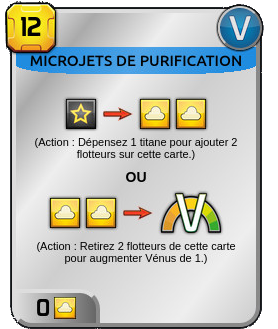 12
V
MICROJETS DE PURIFICATION
(Action : Dépensez 1 titane pour ajouter 2
flotteurs sur cette carte.)
OU
V
(Action : Retirez 2 flotteurs de cette carte
pour augmenter Vénus de 1.)
0